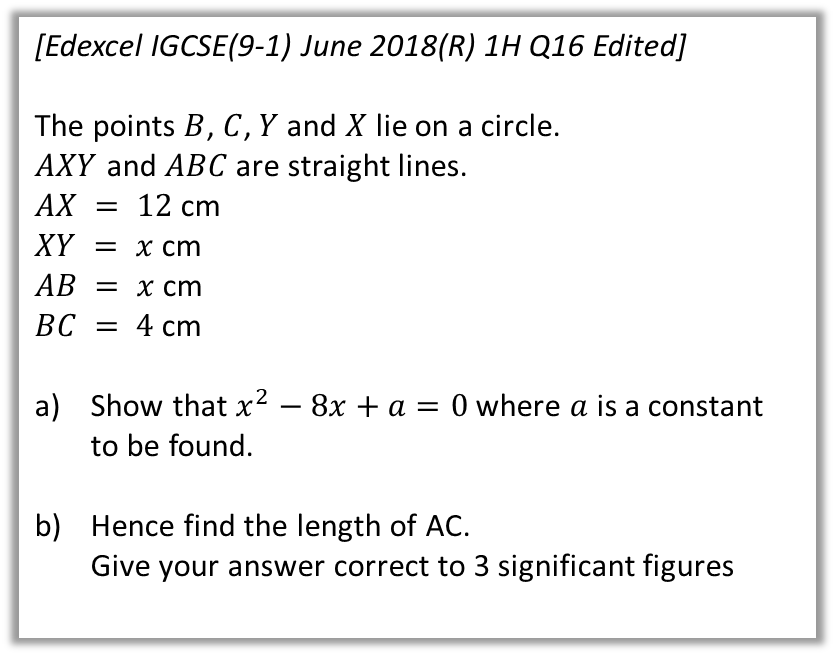 [Edexcel IGCSE(9-1) June 2018(R) 1H Q16 Edited]
The points B, C, Y and X lie on a circle.
AXY and ABC are straight lines.
AX = 12 cm
XY = x cm
AB = x cm
BC = 4 cm
a) Show that x² − 8x + a = 0 where a is a constant
to be found.
b) Hence find the length of AC.
Give your answer correct to 3 significant figures